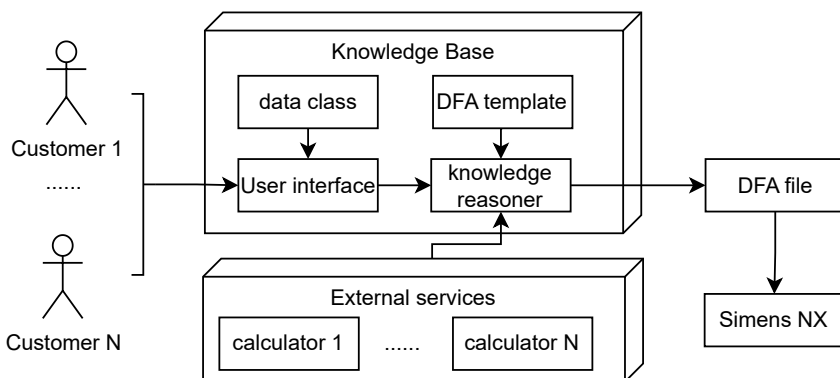 Knowledge Base
data class
DFA template
Customer 1
......
User interface
knowledge
reasoner
DFA file
Customer N
External services
calculator 1
......
calculator N
Simens NX